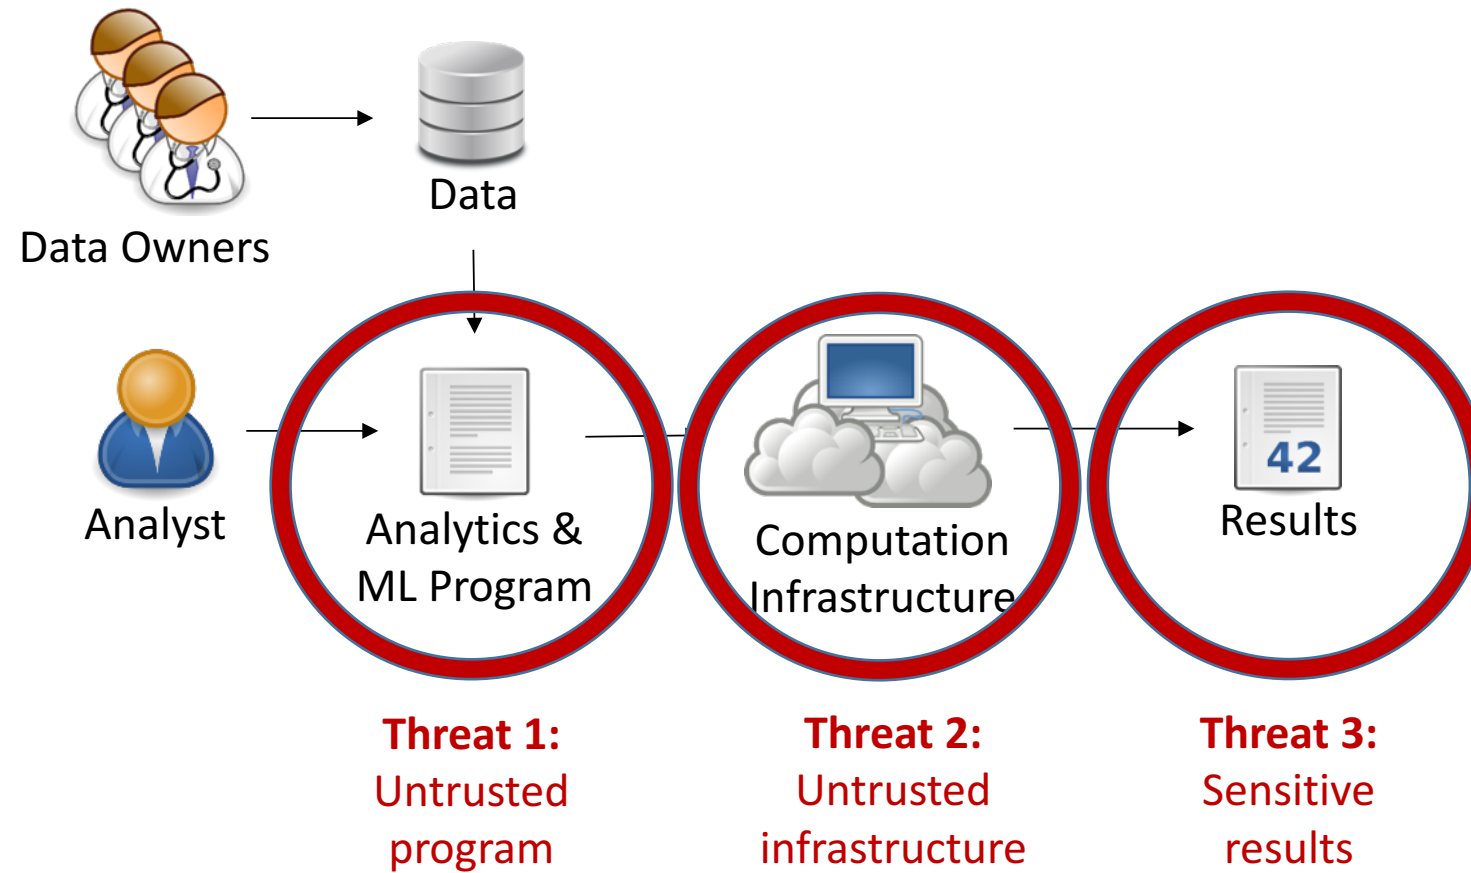 Data
Data Owners
Analyst
Analytics &
ML Program
Computation
Infrastructure
42
Results
Threat 1:
Untrusted
program
Threat 2:
Untrusted
infrastructure
Threat 3:
Sensitive
results